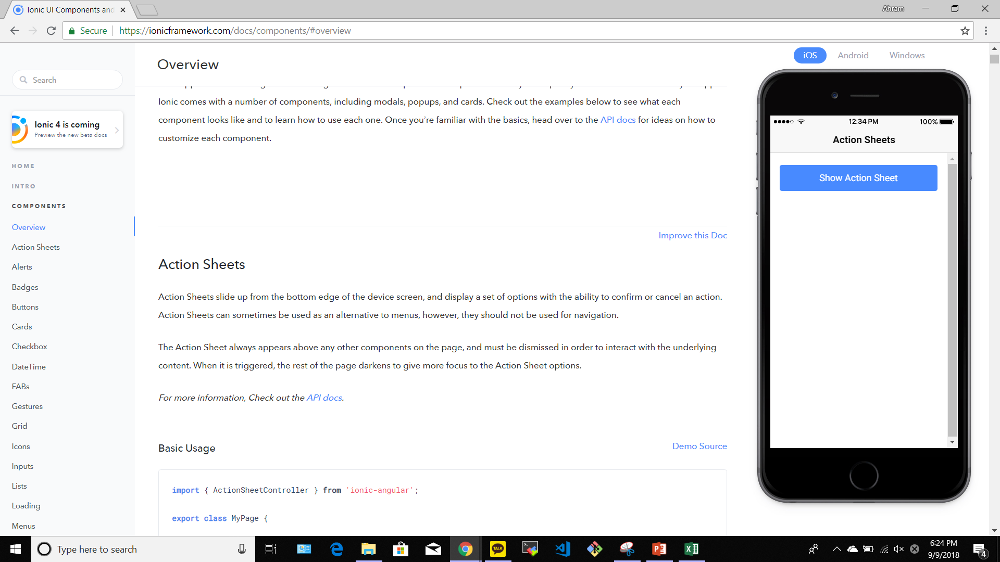 Ionic UI Components and
Ahram
Secure
https://ionicframework.com/docs/components/#overview
Search
Ionic 4 is coming
Preview the new beta docs
HOME
INTRO
COMPONENTS
Overview
Action Sheets
Alerts
Badges
Buttons
Cards
Checkbox
DateTime
FABs
Gestures
Grid
Icons
Inputs
Lists
Loading
Menus
Overview
Ionic comes with a number of components, including modals, popups, and cards. Check out the examples below to see what each
component looks like and to learn how to use each one. Once you’re familiar with the basics, head over to the API docs for ideas on how to
customize each component.
Improve this Doc
Action Sheets
Action Sheets slide up from the bottom edge of the device screen, and display a set of options with the ability to confirm or cancel an action.
Action Sheets can sometimes be used as an alternative to menus, however, they should not be used for navigation.
The Action Sheet always appears above any other components on the page, and must be dismissed in order to interact with the underlying
content. When it is triggered, the rest of the page darkens to give more focus to the Action Sheet options.
For more information, Check out the API docs.
Basic Usage
Demo Source
import { ActionSheetController } from 'ionic-angular';
export class MyPage {
iOS Android Windows
12:34 PM 100%
Action Sheets
Show Action Sheet
Type here to search
TALK
6:24 PM
9/9/2018
4